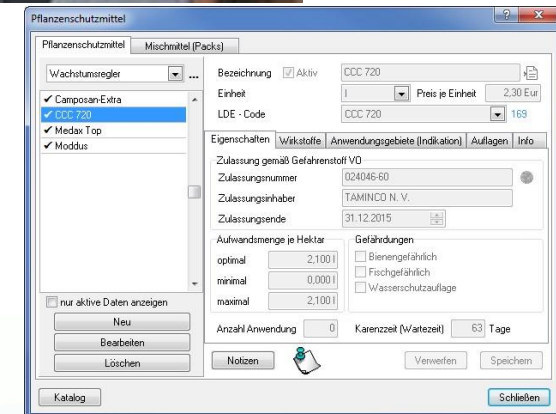 Pflanzenschutzmittel
Pflanzenschutzmittel Mischmittel (Packs)
Wachstumsregler ...
✔ Camposan-Extra
✔ CCC 720
✔ Medax Top
✔ Moddus
nur aktive Daten anzeigen
Neu
Bearbeiten
Löschen
Bezeichnung Aktiv CCC 720
Einheit l Preis je Einheit 2,30 Eur
LDE - Code CCC 720 169
Eigenschaften Wirkstoffe Anwendungsgebiete (Indikation) Auflagen Info
Zulassung gemäß Gefahrenstoff VO
Zulassungsnummer 024046-60
Zulassungsinhaber TAMINCO N. V.
Zulassungsende 31.12.2015
Aufwandsmenge je Hektar
optimal 2,100 l
minimal 0,000 l
maximal 2,100 l
Gefährdungen
Bienengefährlich
Fischgefährlich
Wasserschutzauflage
Anzahl Anwendung 0 Karenzzeit (Wartezeit) 63 Tage
Notizen Verwerfen Speichern
Katalog Schließen